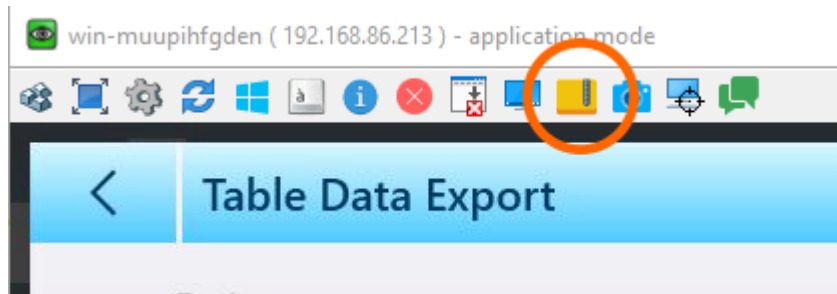 win-muupihfgden ( 192.168.86.213 ) - application mode
à
i
Table Data Export